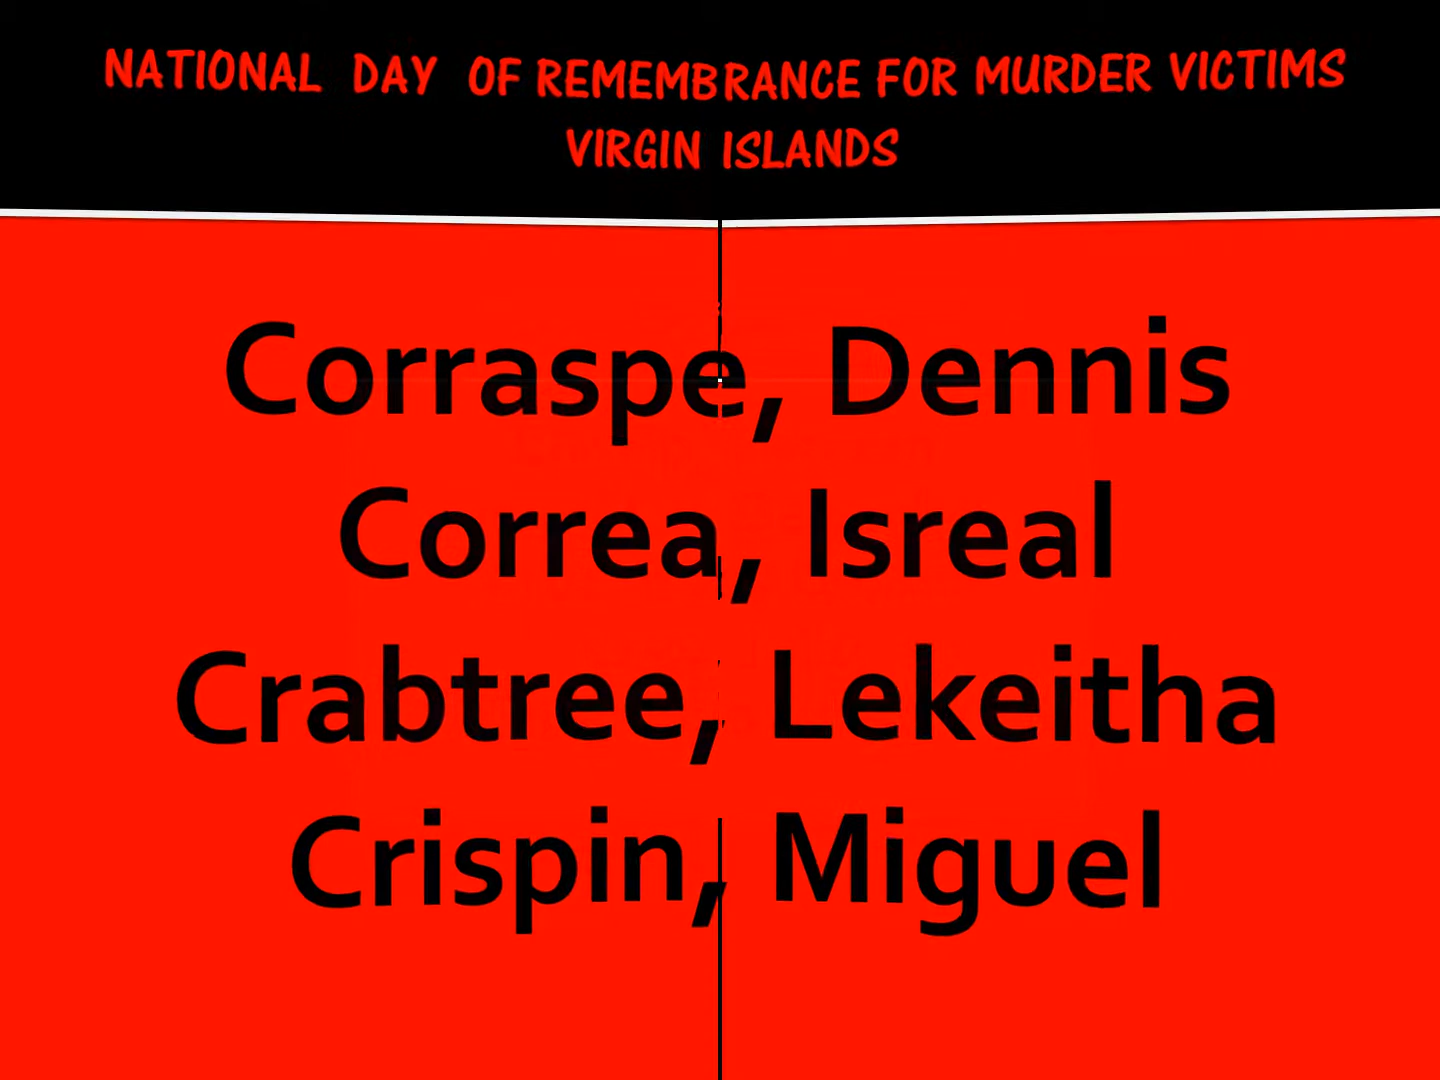 NATIONAL DAY OF REMEMBRANCE FOR MURDER VICTIMS
VIRGIN ISLANDS
Corraspe, Dennis
Correa, Isreal
Crabtree, Lekeitha
Crispin, Miguel